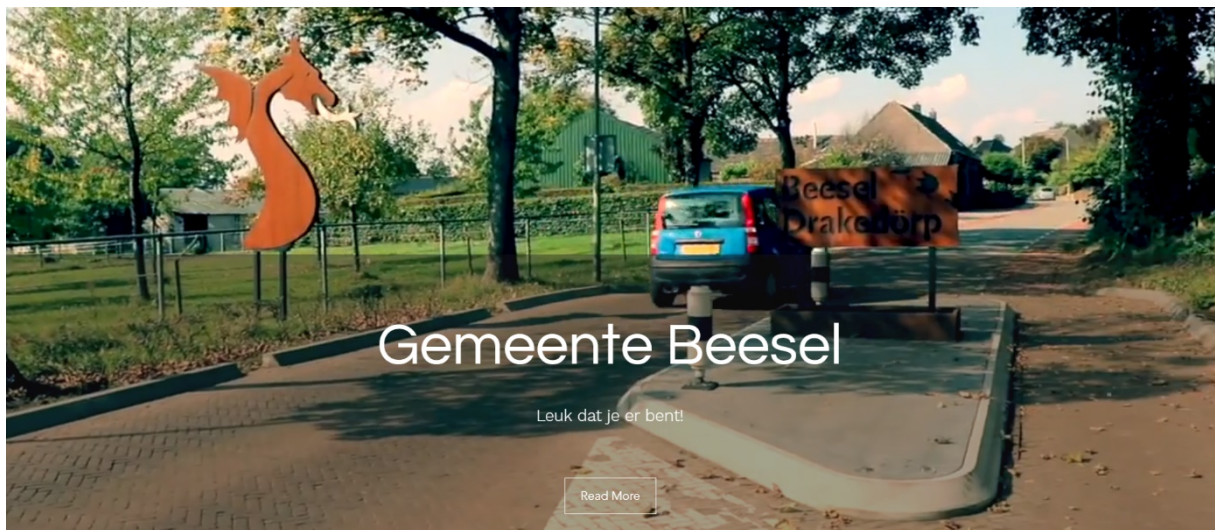 Beesel
Drakedörp
Gemeente Beesel
Leuk dat je er bent!
Read More